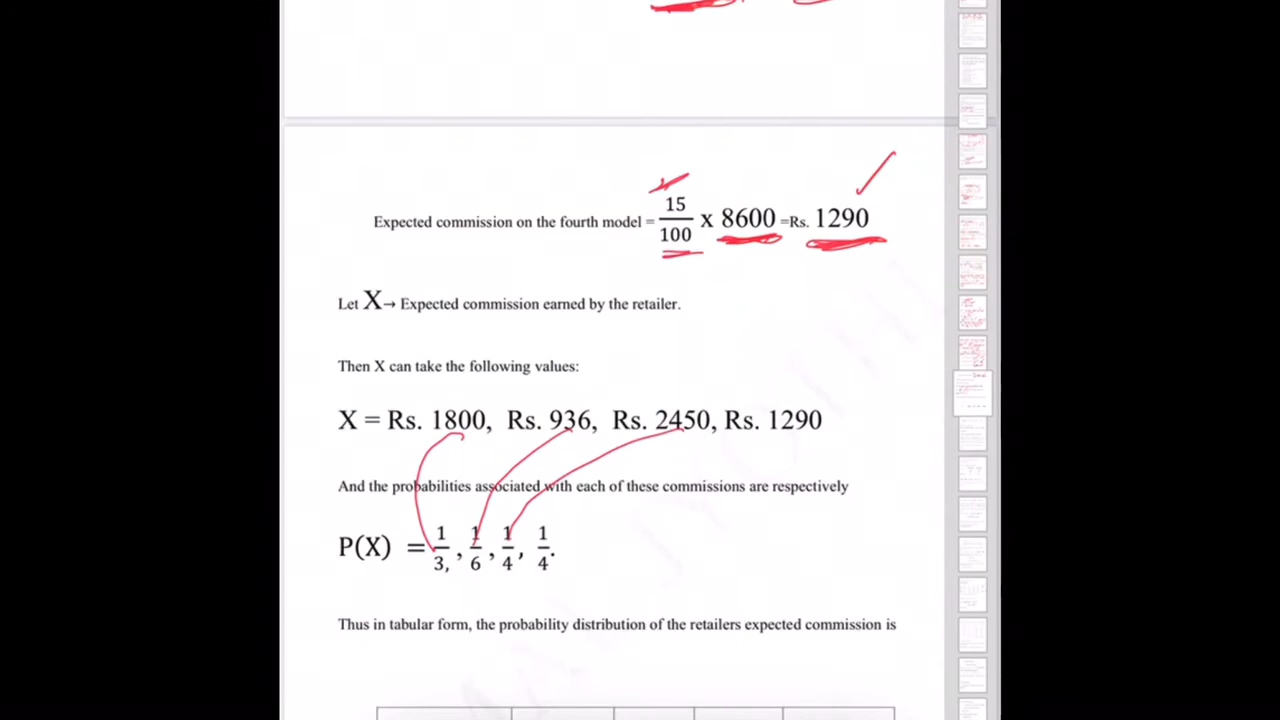 Expected commission on the fourth model = 15/100 x 8600 =Rs. 1290
Let X→ Expected commission earned by the retailer.
Then X can take the following values:
X = Rs. 1800, Rs. 936, Rs. 2450, Rs. 1290
And the probabilities associated with each of these commissions are respectively
P(X) = 1/3, , 1/6 , 1/4 , 1/4.
Thus in tabular form, the probability distribution of the retailers expected commission is